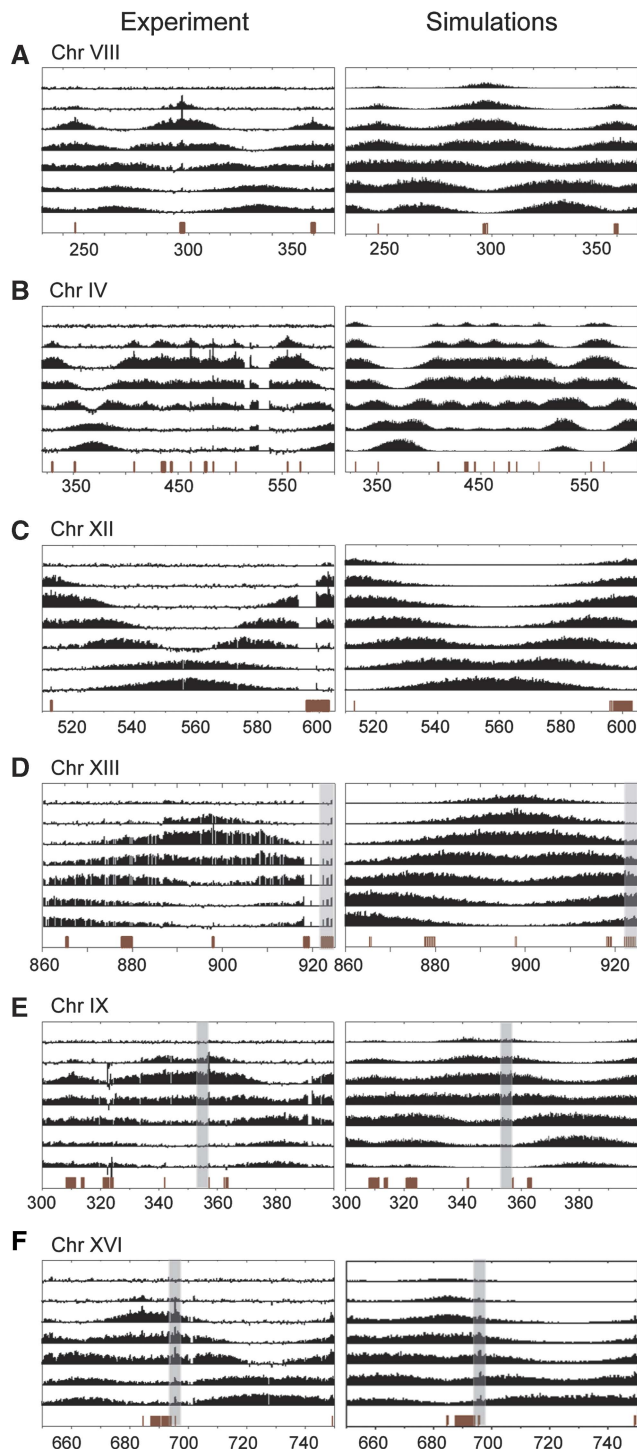 Experiment Simulations
A Chr VIII
250 300 350 250 300 350
B Chr IV
350 450 550 350 450 550
C Chr XII
520 540 560 580 600 520 540 560 580 600
D Chr XIII
860 880 900 920 860 880 900 920
E Chr IX
300 320 340 360 380 300 320 340 360 380
F Chr XVI
660 680 700 720 740 660 680 700 720 740